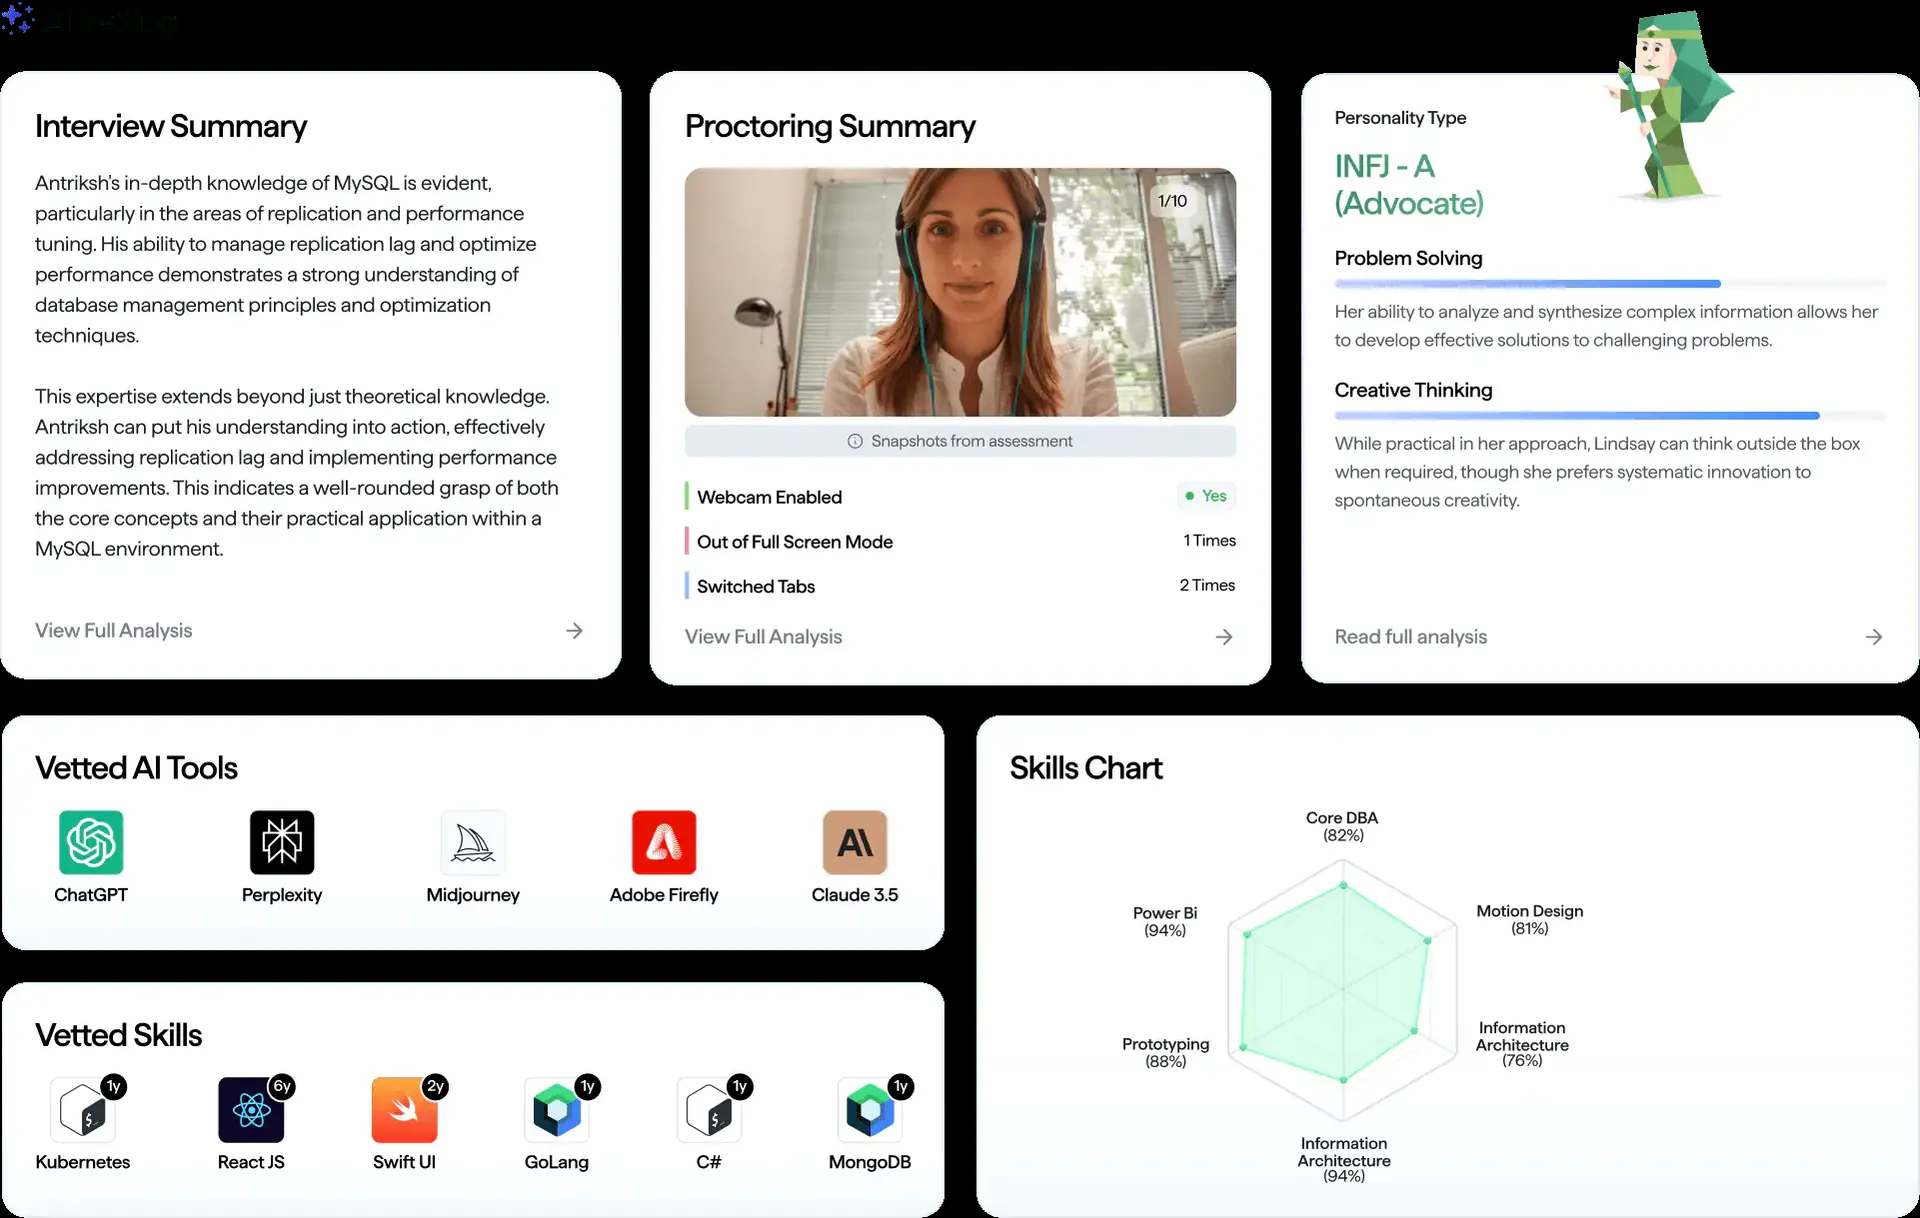 Interview Summary
Antriksh's in-depth knowledge of MySQL is evident,
particularly in the areas of replication and performance
tuning. His ability to manage replication lag and optimize
performance demonstrates a strong understanding of
database management principles and optimization
techniques.
This expertise extends beyond just theoretical knowledge.
Antriksh can put his understanding into action, effectively
addressing replication lag and implementing performance
improvements. This indicates a well-rounded grasp of both
the core concepts and their practical application within a
MySQL environment.
View Full Analysis
Proctoring Summary
1/10
Snapshots from assessment
Webcam Enabled
Yes
Out of Full Screen Mode
1 Times
Switched Tabs
2 Times
View Full Analysis
Personality Type
INFJ - A
(Advocate)
Problem Solving
Her ability to analyze and synthesize complex information allows her
to develop effective solutions to challenging problems.
Creative Thinking
While practical in her approach, Lindsay can think outside the box
when required, though she prefers systematic innovation to
spontaneous creativity.
Read full analysis
Vetted AI Tools
ChatGPT
Perplexity
Midjourney
Adobe Firefly
Claude 3.5
Vetted Skills
1y
6y
2y
1y
1y
1y
Kubernetes
React JS
Swift UI
GoLang
C#
MongoDB
Skills Chart
Core DBA
(82%)
Motion Design
(81%)
Power Bi
(94%)
Information
Architecture
(76%)
Prototyping
(88%)
Information
Architecture
(94%)